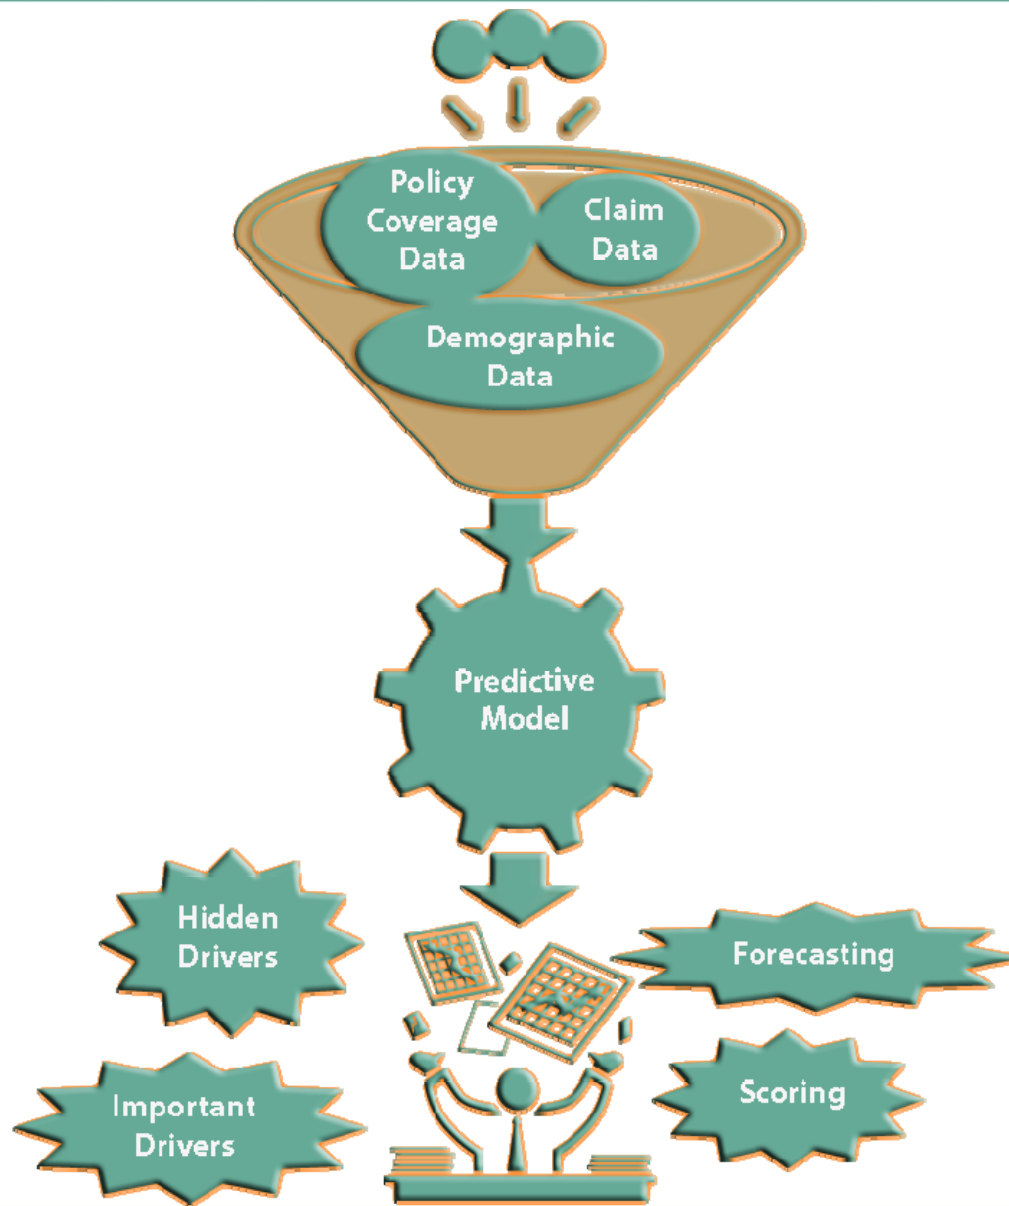 Policy
Coverage
Data
Claim
Data
Demographic
Data
Predictive
Model
Hidden
Drivers
Forecasting
Important
Drivers
Scoring